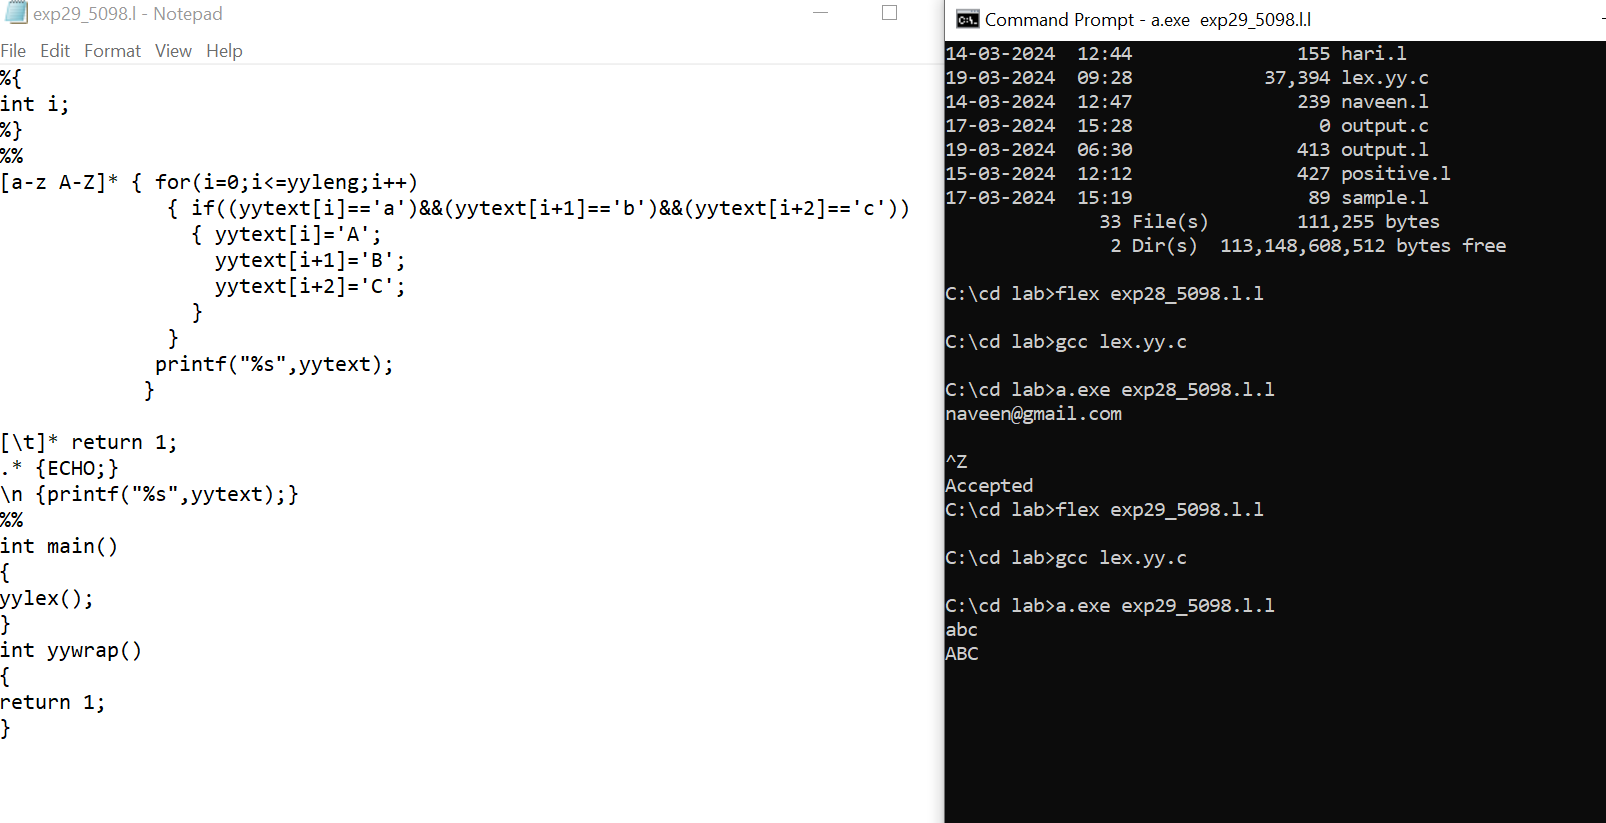 exp29_5098.l - Notepad
File Edit Format View Help
%{
int i;
%}
%%
[a-z A-Z]* { for(i=0;i<=yyleng;i++)
{ if((yytext[i]=='a')&&(yytext[i+1]=='b')&&(yytext[i+2]=='c'))
{ yytext[i]='A';
yytext[i+1]='B';
yytext[i+2]='C';
}
}
printf("%s",yytext);
}
[\t]* return 1;
.* {ECHO;}
\n {printf("%s",yytext);}
%%
int main()
{
yylex();
}
int yywrap()
{
return 1;
}
Command Prompt - a.exe exp29_5098.l.l
14-03-2024 12:44 155 hari.l
19-03-2024 09:28 37,394 lex.yy.c
14-03-2024 12:47 239 naveen.l
17-03-2024 15:28 0 output.c
19-03-2024 06:30 413 output.l
15-03-2024 12:12 427 positive.l
17-03-2024 15:19 89 sample.l
33 File(s) 111,255 bytes
2 Dir(s) 113,148,608,512 bytes free
C:\cd lab>flex exp28_5098.l.l
C:\cd lab>gcc lex.yy.c
C:\cd lab>a.exe exp28_5098.l.l
naveen@gmail.com
^Z
Accepted
C:\cd lab>flex exp29_5098.l.l
C:\cd lab>gcc lex.yy.c
C:\cd lab>a.exe exp29_5098.l.l
abc
ABC